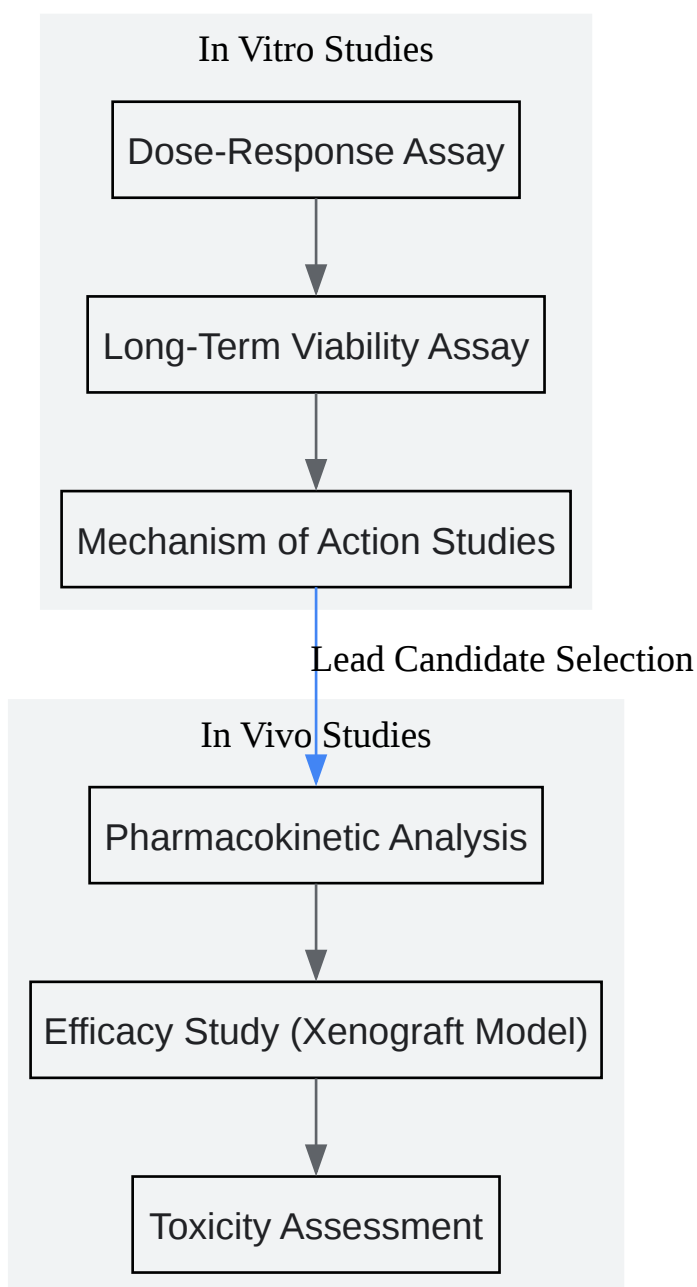 In Vitro Studies
Dose-Response Assay
Long-Term Viability Assay
Mechanism of Action Studies
Lead Candidate Selection
In Vivo Studies
Pharmacokinetic Analysis
Efficacy Study (Xenograft Model)
Toxicity Assessment